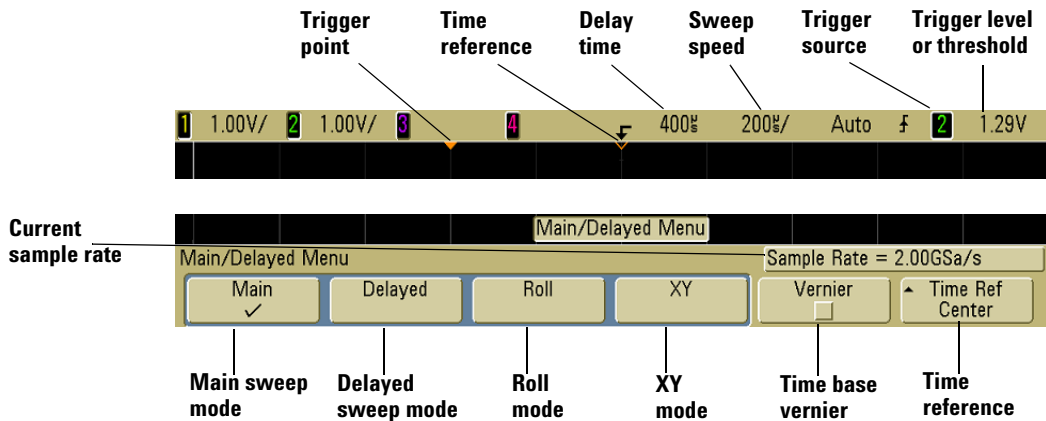 Trigger point
Time reference
Delay time
Sweep speed
Trigger source
Trigger level or threshold
1 1.00V/ 2 1.00V/ 3 4 400 200 / Auto 2 1.29V
Main/Delayed Menu
Current sample rate
Main/Delayed Menu
Sample Rate = 2.00GSa/s
Main
Delayed
Roll
XY
Vernier
Time Ref
Center
Main sweep mode
Delayed sweep mode
Roll mode
XY mode
Time base vernier
Time reference